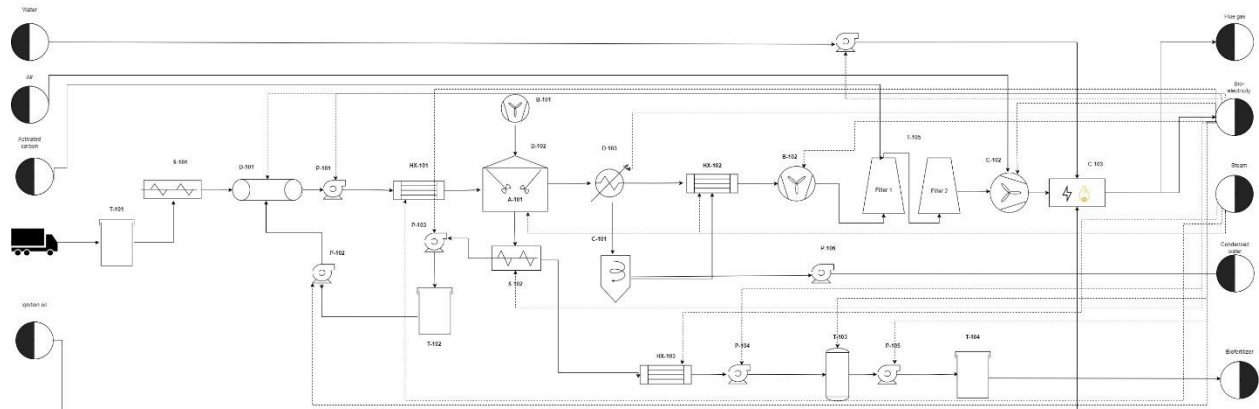 Water
Flue gas
Air
B-101
Bio-
electricity
Activated
carbon
S-101
D-101
P-101
HX-101
D-102
D 103
HX-102
B-102
T-105
C-102
C 103
Steam
Filter 1
Filter 2
A-101
T-101
P-103
C-101
P-106
Condensed
water
P-102
S-102
Ignition oil
T-102
HX-103
P-104
T-103
P-105
T-104
Biofertilizer